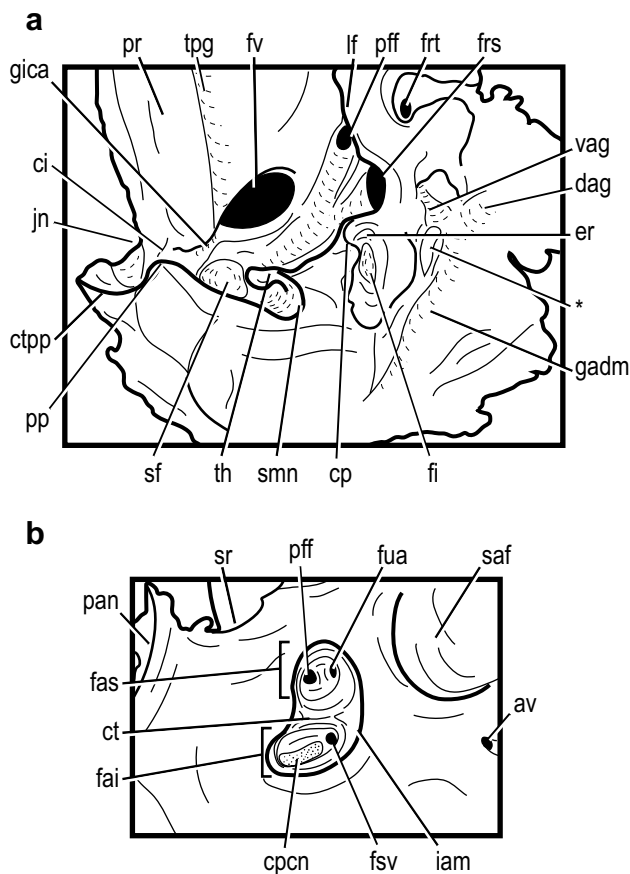 a
pr tpg fv lf pff frt frs
gica
vag
ci
dag
jn
er
*
ctpp
gadm
pp
sf th smn cp fi
b
sr pff fua saf
pan
fas
av
ct
fai
cpcn fsv iam